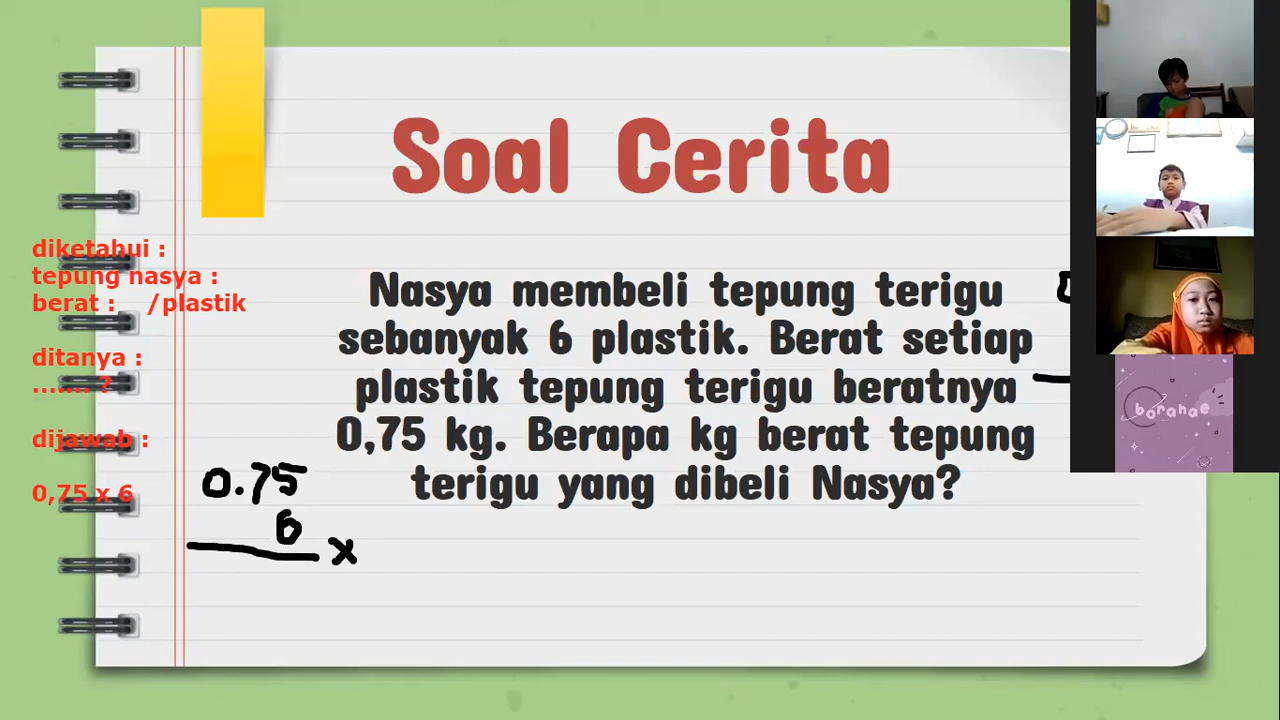 Soal Cerita
diketahui :
tepung nasya :
berat :    /plastik
ditanya :
....... ?
dijawab :
0,75 x 6
0.75
6
x
Nasya membeli tepung terigu
sebanyak 6 plastik. Berat setiap
plastik tepung terigu beratnya
0,75 kg. Berapa kg berat tepung
terigu yang dibeli Nasya?
borahae